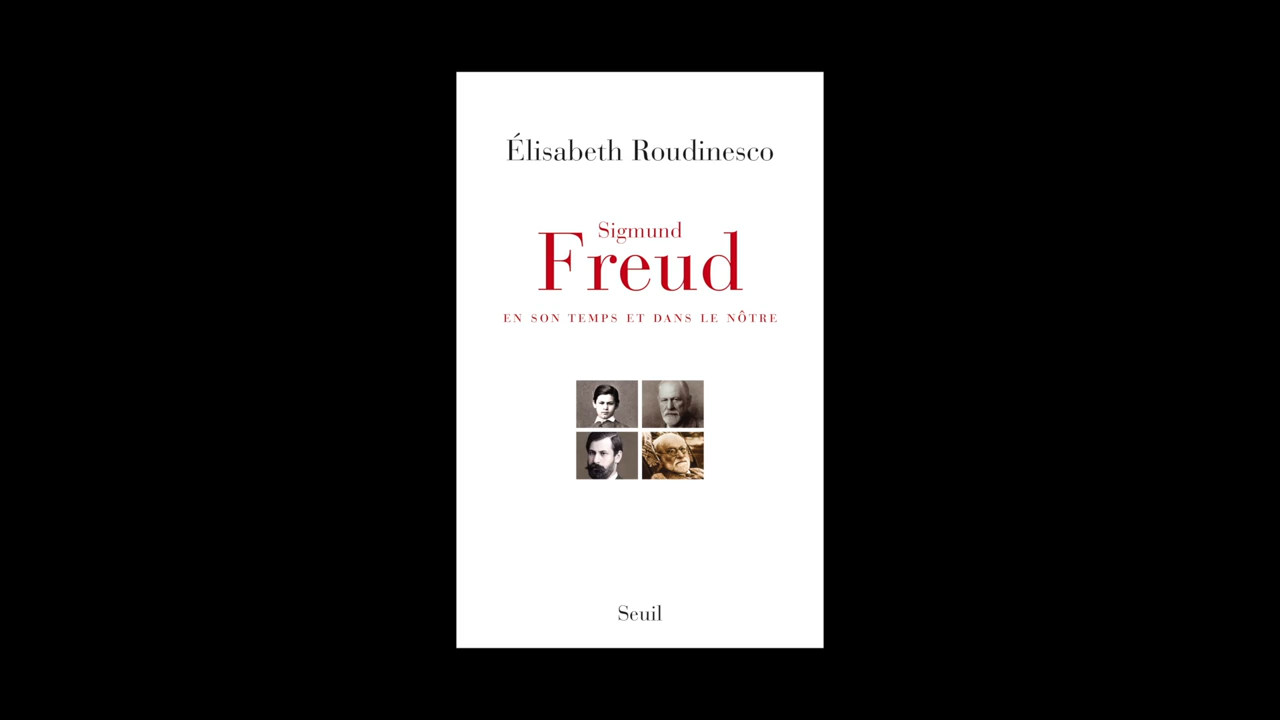 Élisabeth Roudinesco
Sigmund
Freud
EN SON TEMPS ET DANS LE NÔTRE
Seuil